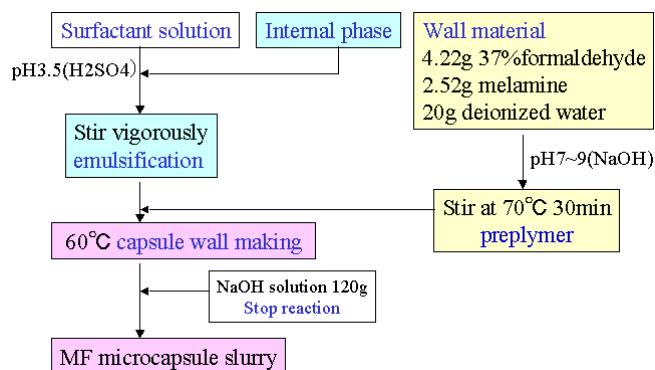 Surfactant solution
Internal phase
Wall material
4.22g 37%formaldehyde
2.52g melamine
20g deionized water
pH3.5(H2SO4)
Stir vigorously
emulsification
pH7~9(NaOH)
Stir at 70℃ 30min
preplymer
60℃ capsule wall making
NaOH solution 120g
Stop reaction
MF microcapsule slurry